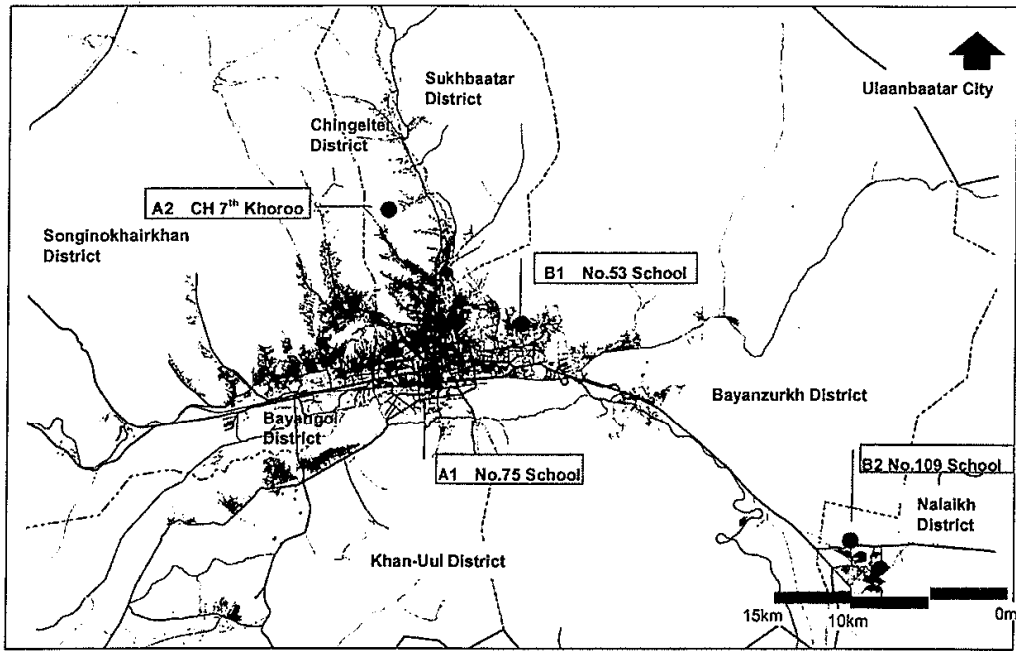 Sukhbaatar
District
Ulaanbaatar City
Chingeltei
District
A2 CH 7th Khoroo
Songinokhairkhan
District
B1 No.53 School
Bayanzurkh District
Bayangol
District
A1 No.75 School
B2 No.109 School
Nalaikh
District
Khan-Uul District
15km
10km
0m